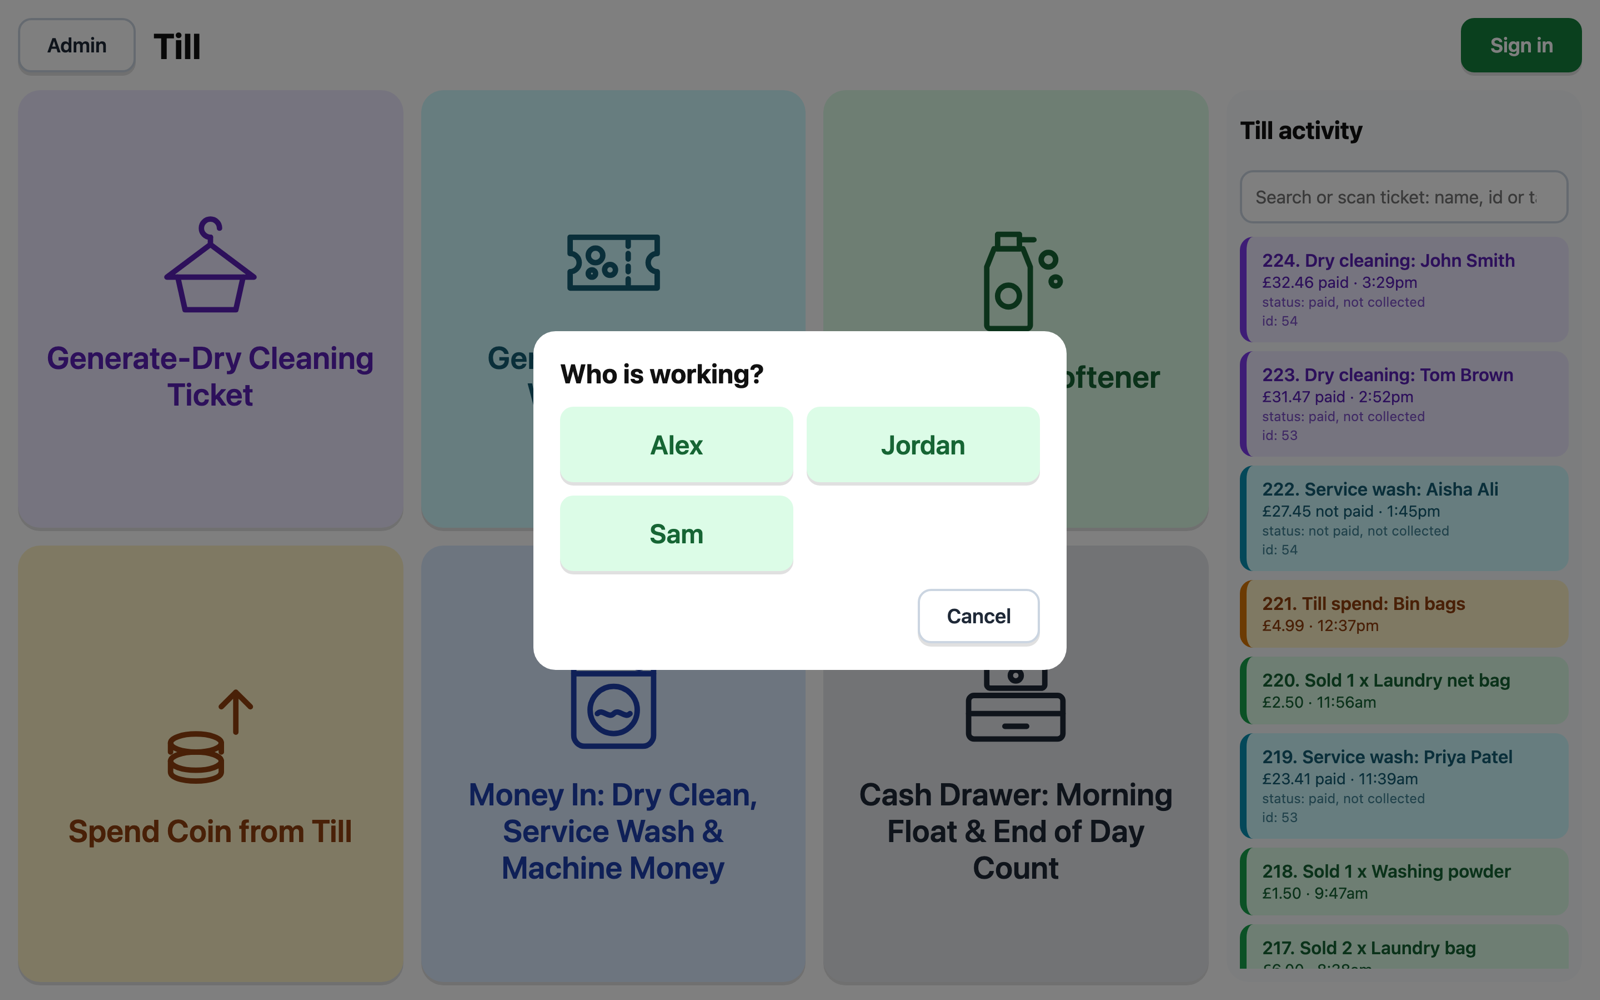 Admin
Till
Sign in
Generate-Dry Cleaning
Ticket
Ger
oftener
Who is working?
Alex
Jordan
Sam
Cancel
Spend Coin from Till
Money In: Dry Clean,
Service Wash &
Machine Money
Cash Drawer: Morning
Float & End of Day
Count
Till activity
Search or scan ticket: name, id or t
224. Dry cleaning: John Smith
£32.46 paid · 3:29pm
status: paid, not collected
id: 54
223. Dry cleaning: Tom Brown
£31.47 paid · 2:52pm
status: paid, not collected
id: 53
222. Service wash: Aisha Ali
£27.45 not paid · 1:45pm
status: not paid, not collected
id: 54
221. Till spend: Bin bags
£4.99 · 12:37pm
220. Sold 1 x Laundry net bag
£2.50 · 11:56am
219. Service wash: Priya Patel
£23.41 paid · 11:39am
status: paid, not collected
id: 53
218. Sold 1 x Washing powder
£1.50 · 9:47am
217. Sold 2 x Laundry bag